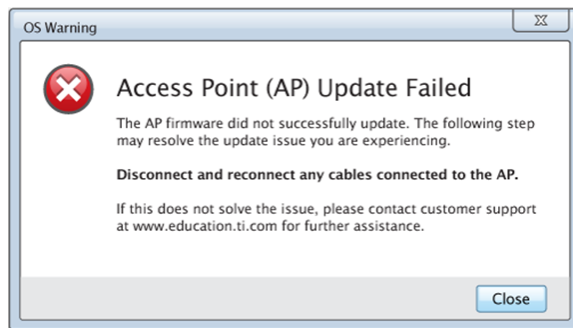 OS Warning
Access Point (AP) Update Failed
The AP firmware did not successfully update. The following step
may resolve the update issue you are experiencing.
Disconnect and reconnect any cables connected to the AP.
If this does not solve the issue, please contact customer support
at www.education.ti.com for further assistance.
Close